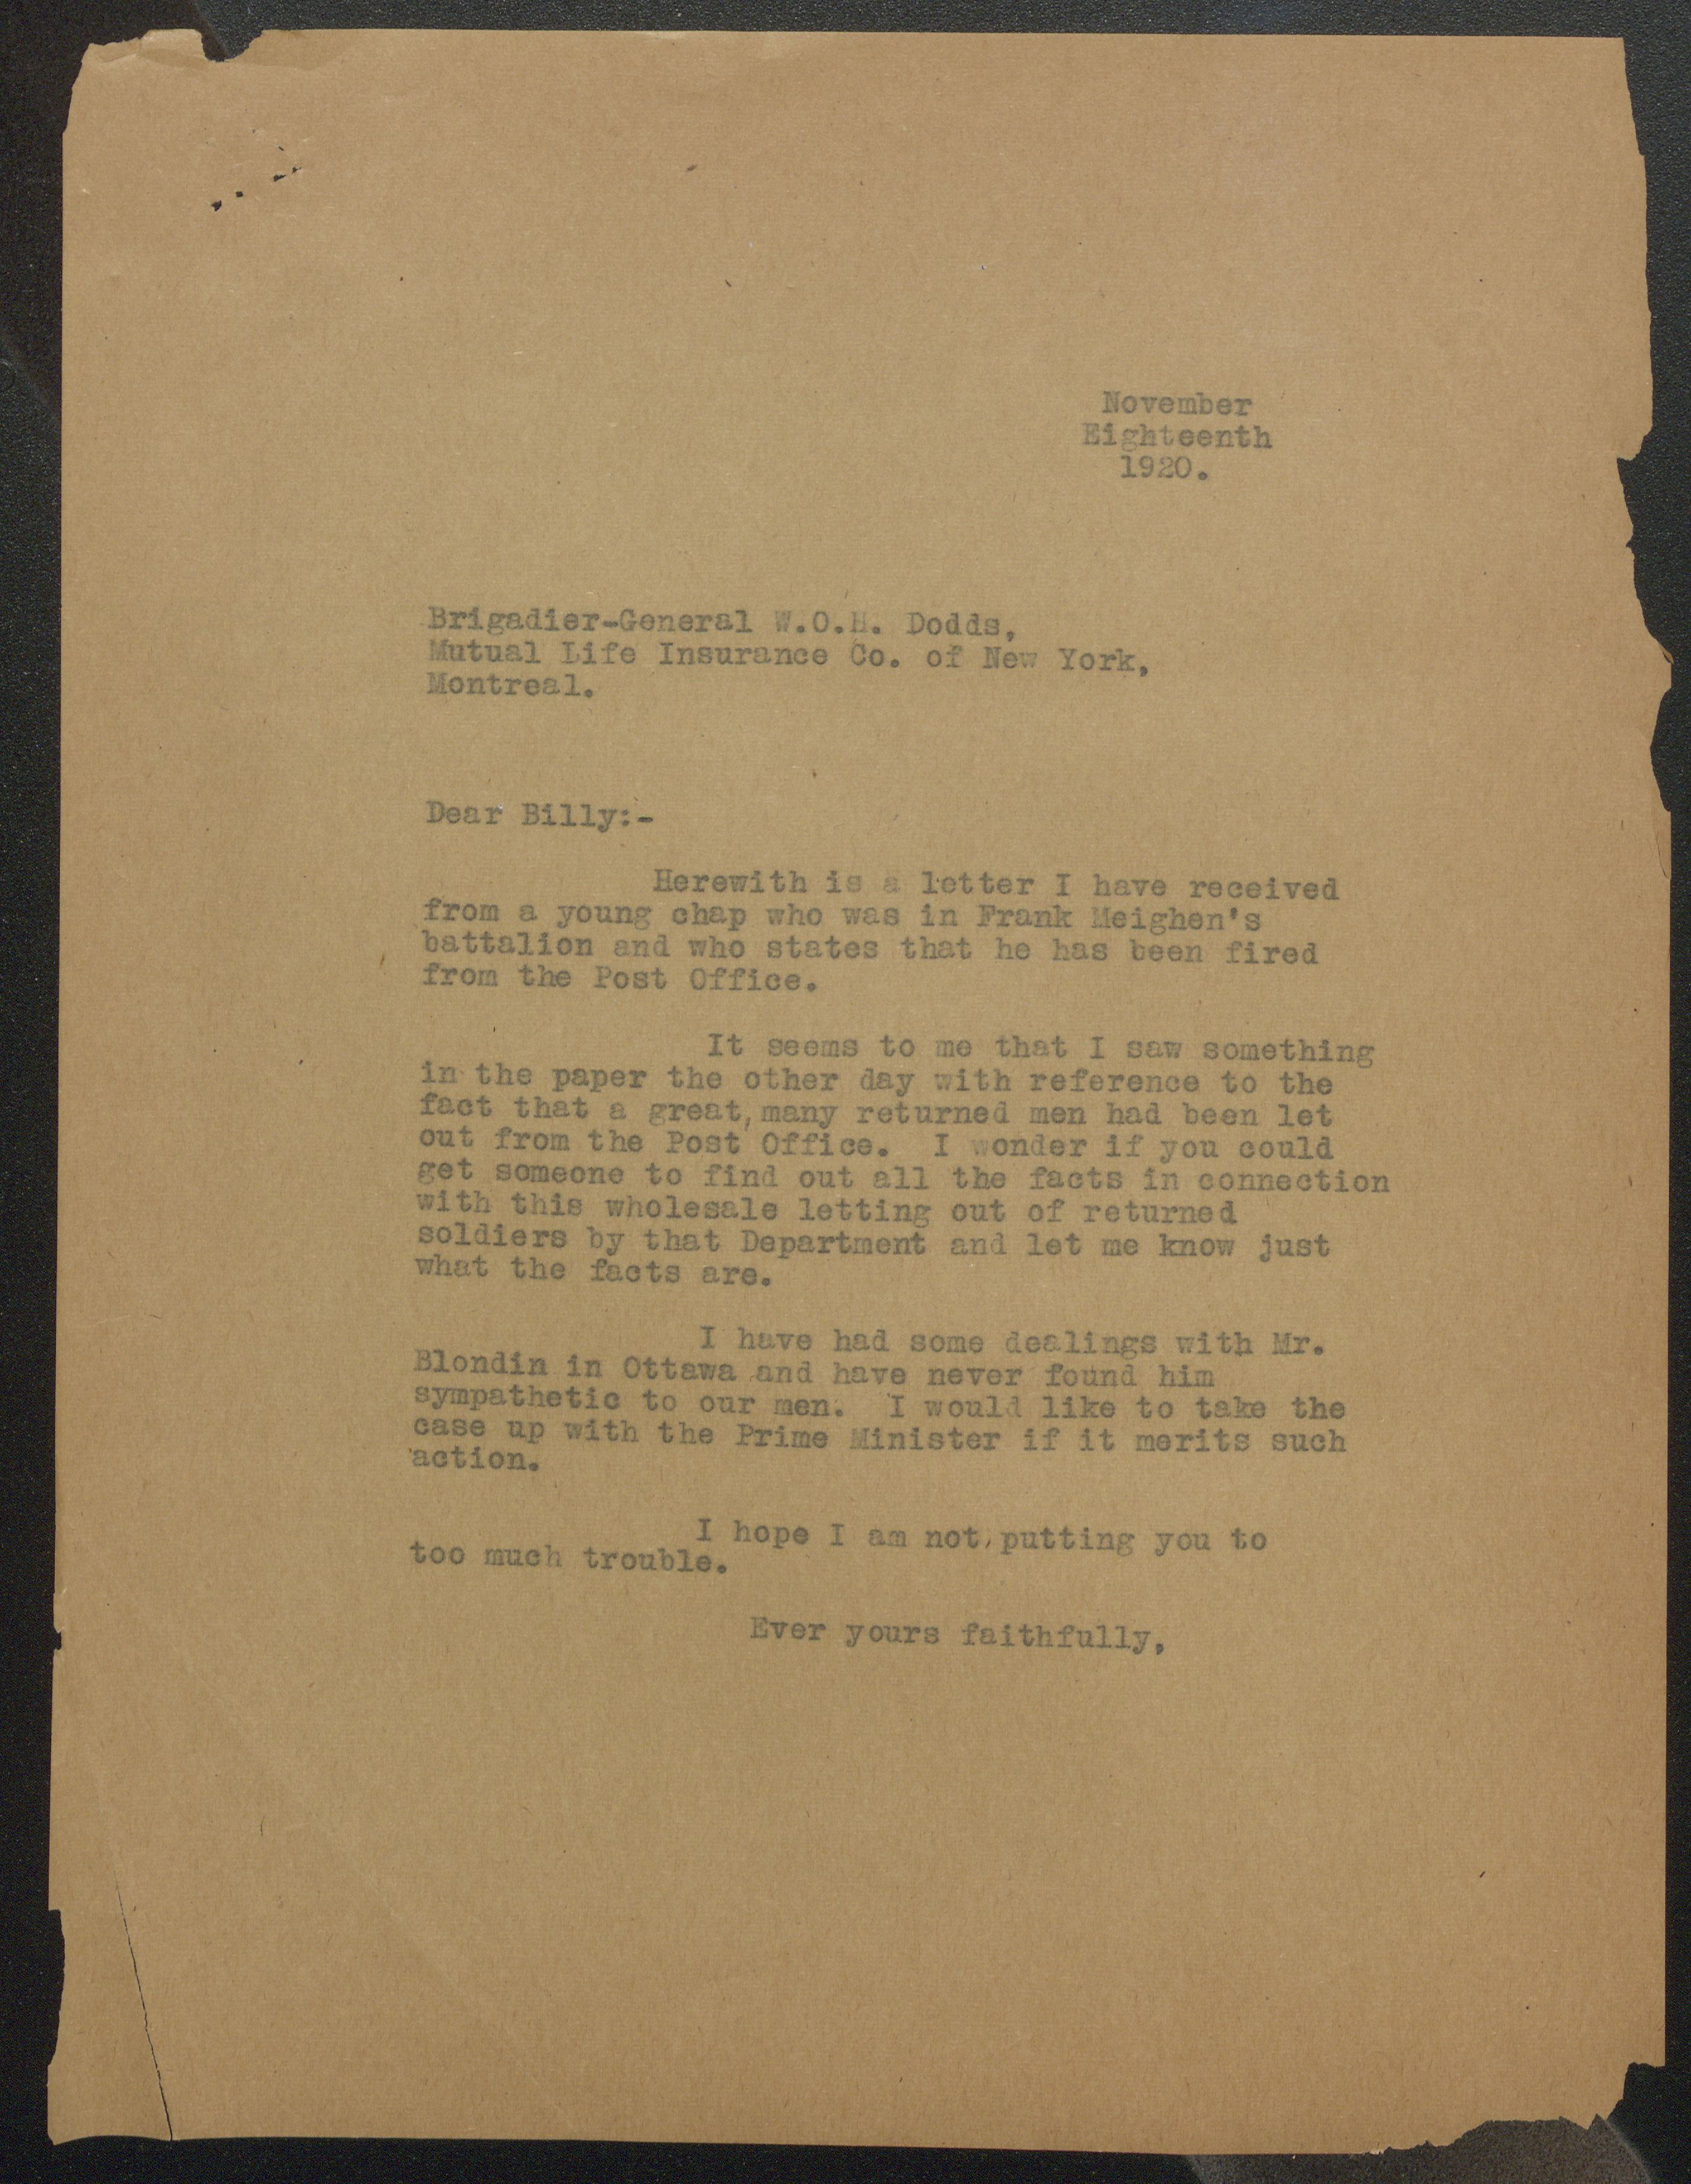 November
Eighteenth
1920.
Brigadier-General W.O.H. Dodds,
Mutual Life Insurance Co. of New York,
Montreal.
Dear Billy:-
Herewith is a letter I have received
from a young chap who was in Frank Meighen's
battalion and who states that he has been fired
from the Post Office.
It seems to me that I saw something
in the paper the other day with reference to the
fact that a great, many returned men had been let
out from the Post Office. I wonder if you could
get someone to find out all the facts in connection
with this wholesale letting out of returned
soldiers by that Department and let me know just
what the facts are.
I have had some dealings with Mr.
Blondin in Ottawa and have never found him
sympathetic to our men. I would like to take the
case up with the Prime Minister if it merits such
action.
I hope I am not putting you to
too much trouble.
Ever yours faithfully,